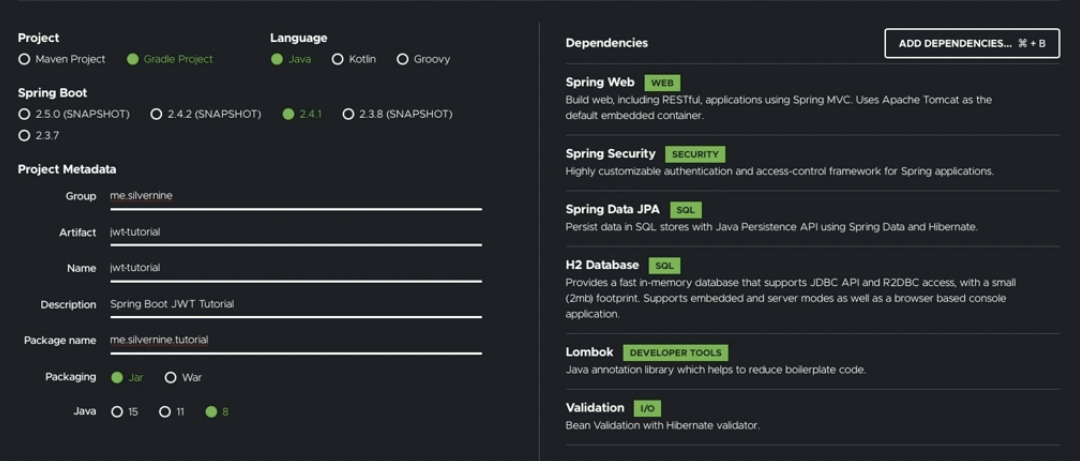 Project
Maven Project Gradle Project
Language
Java Kotlin Groovy
Spring Boot
2.5.0 (SNAPSHOT) 2.4.2 (SNAPSHOT) 2.4.1 2.3.8 (SNAPSHOT)
2.3.7
Project Metadata
Group me.silvernine
Artifact jwt-tutorial
Name jwt-tutorial
Description Spring Boot JWT Tutorial
Package name me.silvernine.tutorial
Packaging Jar War
Java 15 11 8
Dependencies
ADD DEPENDENCIES... ⌘ + B
Spring Web WEB
Build web, including RESTful, applications using Spring MVC. Uses Apache Tomcat as the
default embedded container.
Spring Security SECURITY
Highly customizable authentication and access-control framework for Spring applications.
Spring Data JPA SQL
Persist data in SQL stores with Java Persistence API using Spring Data and Hibernate.
H2 Database SQL
Provides a fast in-memory database that supports JDBC API and R2DBC access, with a small
(2mb) footprint. Supports embedded and server modes as well as a browser based console
application.
Lombok DEVELOPER TOOLS
Java annotation library which helps to reduce boilerplate code.
Validation I/O
Bean Validation with Hibernate validator.